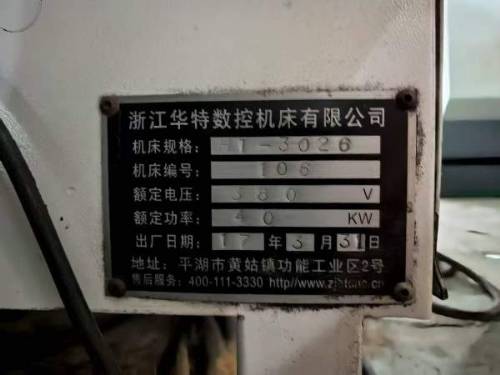 浙江华特数控机床有限公司
机床规格: HT-3026
机床编号: 106
额定电压: 380 V
额定功率: 40 KW
出厂日期: 17 年 3 月 31 日
地址: 平湖市黄姑镇功能工业区2号
售后服务: 400-111-3330